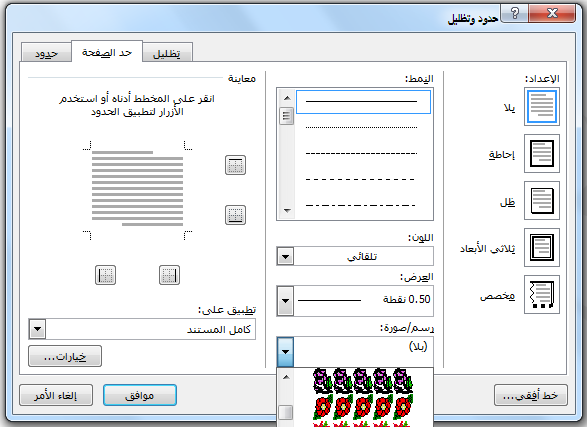 حدود وتظليل
حدود
حد الصفحة
تظليل
الإعداد:
بلا
إحاطة
ظل
ثلاثي الأبعاد
مخصص
النمط:
اللون:
تلقائي
العرض:
0.50 نقطة
رسم/صورة:
(بلا)
معاينة
انقر على المخطط أدناه أو استخدم
الأزرار لتطبيق الحدود
تطبيق على:
كامل المستند
خيارات...
خط أفقي...
موافق
إلغاء الأمر